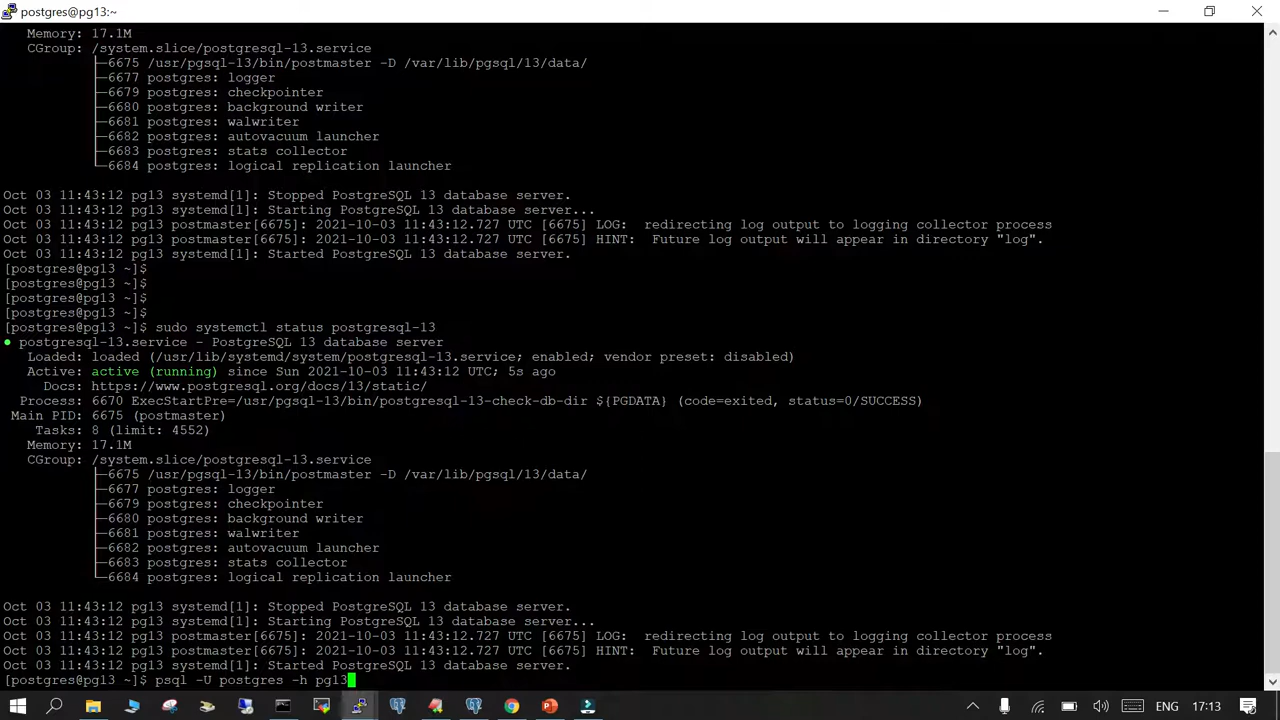 postgres@pg13:~
Memory: 17.1M
CGroup: /system.slice/postgresql-13.service
├─6675 /usr/pgsql-13/bin/postmaster -D /var/lib/pgsql/13/data/
├─6677 postgres: logger
├─6679 postgres: checkpointer
├─6680 postgres: background writer
├─6681 postgres: walwriter
├─6682 postgres: autovacuum launcher
├─6683 postgres: stats collector
└─6684 postgres: logical replication launcher
Oct 03 11:43:12 pg13 systemd[1]: Stopped PostgreSQL 13 database server.
Oct 03 11:43:12 pg13 systemd[1]: Starting PostgreSQL 13 database server...
Oct 03 11:43:12 pg13 postmaster[6675]: 2021-10-03 11:43:12.727 UTC [6675] LOG:  redirecting log output to logging collector process
Oct 03 11:43:12 pg13 postmaster[6675]: 2021-10-03 11:43:12.727 UTC [6675] HINT:  Future log output will appear in directory "log".
Oct 03 11:43:12 pg13 systemd[1]: Started PostgreSQL 13 database server.
[postgres@pg13 ~]$
[postgres@pg13 ~]$
[postgres@pg13 ~]$
[postgres@pg13 ~]$
[postgres@pg13 ~]$ sudo systemctl status postgresql-13
● postgresql-13.service - PostgreSQL 13 database server
Loaded: loaded (/usr/lib/systemd/system/postgresql-13.service; enabled; vendor preset: disabled)
Active: active (running) since Sun 2021-10-03 11:43:12 UTC; 5s ago
Docs: https://www.postgresql.org/docs/13/static/
Process: 6670 ExecStartPre=/usr/pgsql-13/bin/postgresql-13-check-db-dir ${PGDATA} (code=exited, status=0/SUCCESS)
Main PID: 6675 (postmaster)
Tasks: 8 (limit: 4552)
Memory: 17.1M
CGroup: /system.slice/postgresql-13.service
├─6675 /usr/pgsql-13/bin/postmaster -D /var/lib/pgsql/13/data/
├─6677 postgres: logger
├─6679 postgres: checkpointer
├─6680 postgres: background writer
├─6681 postgres: walwriter
├─6682 postgres: autovacuum launcher
├─6683 postgres: stats collector
└─6684 postgres: logical replication launcher
Oct 03 11:43:12 pg13 systemd[1]: Stopped PostgreSQL 13 database server.
Oct 03 11:43:12 pg13 systemd[1]: Starting PostgreSQL 13 database server...
Oct 03 11:43:12 pg13 postmaster[6675]: 2021-10-03 11:43:12.727 UTC [6675] LOG:  redirecting log output to logging collector process
Oct 03 11:43:12 pg13 postmaster[6675]: 2021-10-03 11:43:12.727 UTC [6675] HINT:  Future log output will appear in directory "log".
Oct 03 11:43:12 pg13 systemd[1]: Started PostgreSQL 13 database server.
[postgres@pg13 ~]$ psql -U postgres -h pg13
ENG 17:13